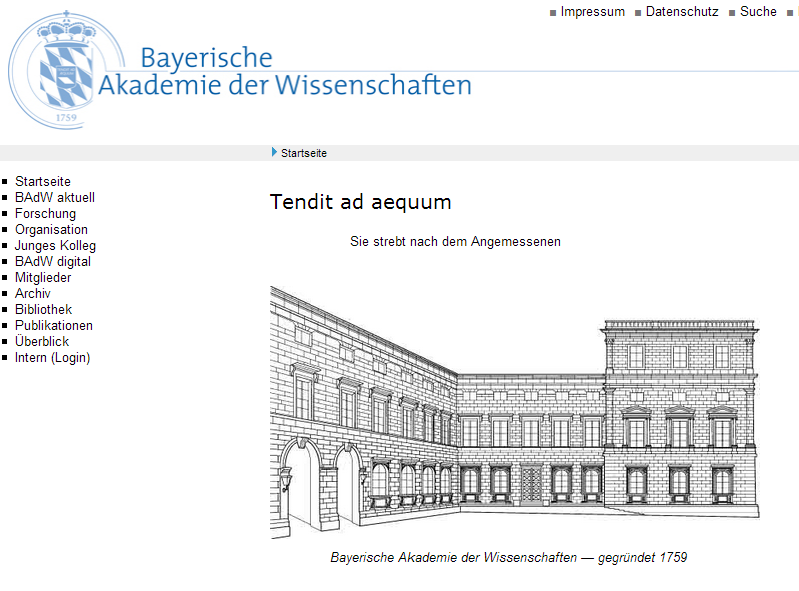 Impressum
Datenschutz
Suche
Bayerische
Akademie der Wissenschaften
1759
Startseite
Startseite
BAdW aktuell
Forschung
Organisation
Junges Kolleg
BAdW digital
Mitglieder
Archiv
Bibliothek
Publikationen
Überblick
Intern (Login)
Tendit ad aequum
Sie strebt nach dem Angemessenen
Bayerische Akademie der Wissenschaften — gegründet 1759